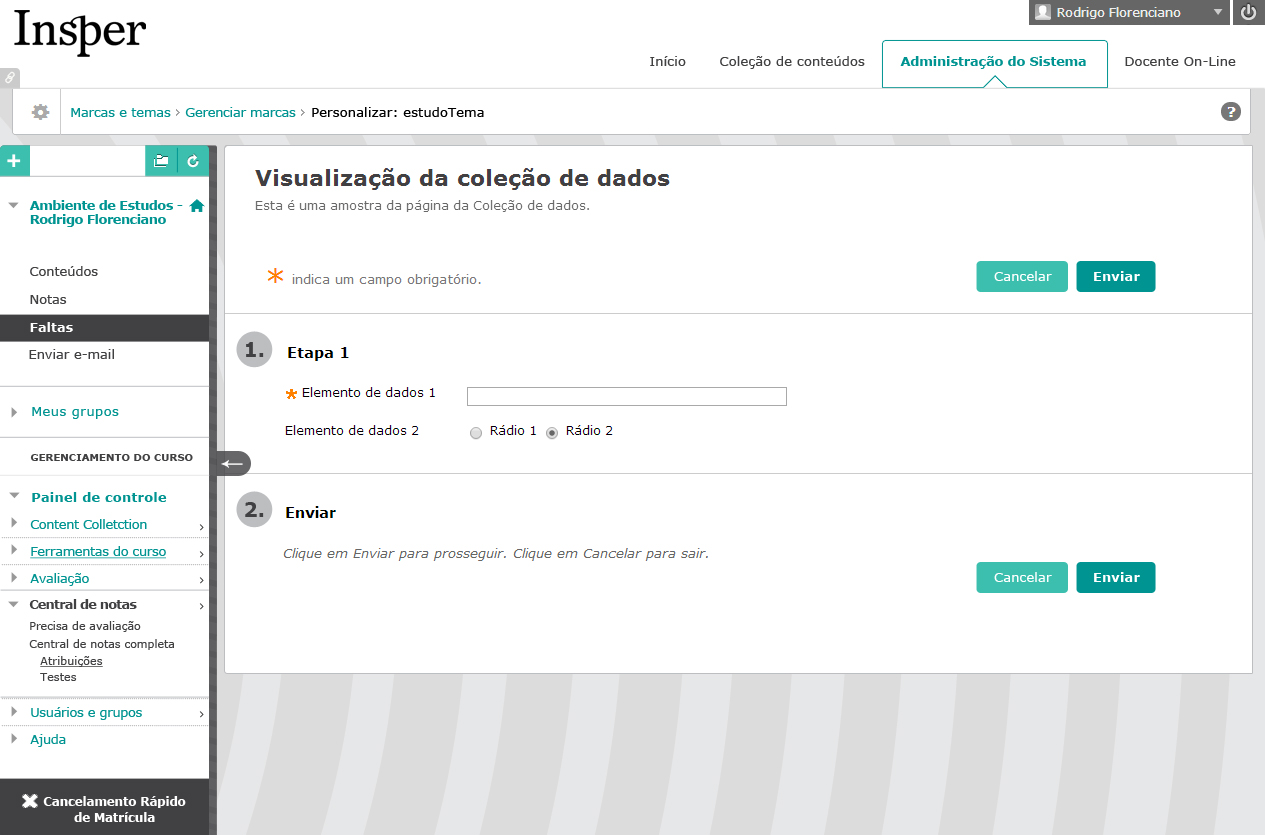 Insper
Rodrigo Florenciano
Início Coleção de conteúdos Administração do Sistema Docente On-Line
Marcas e temas › Gerenciar marcas › Personalizar: estudoTema
?
Ambiente de Estudos -
Rodrigo Florenciano
Conteúdos
Notas
Faltas
Enviar e-mail
Meus grupos
GERENCIAMENTO DO CURSO
Painel de controle
Content Colletction
Ferramentas do curso
Avaliação
Central de notas
Precisa de avaliação
Central de notas completa
Atribuições
Testes
Usuários e grupos
Ajuda
Cancelamento Rápido
de Matrícula
Visualização da coleção de dados
Esta é uma amostra da página da Coleção de dados.
* indica um campo obrigatório.
Cancelar Enviar
1. Etapa 1
* Elemento de dados 1
Elemento de dados 2 Rádio 1 Rádio 2
2. Enviar
Clique em Enviar para prosseguir. Clique em Cancelar para sair.
Cancelar Enviar